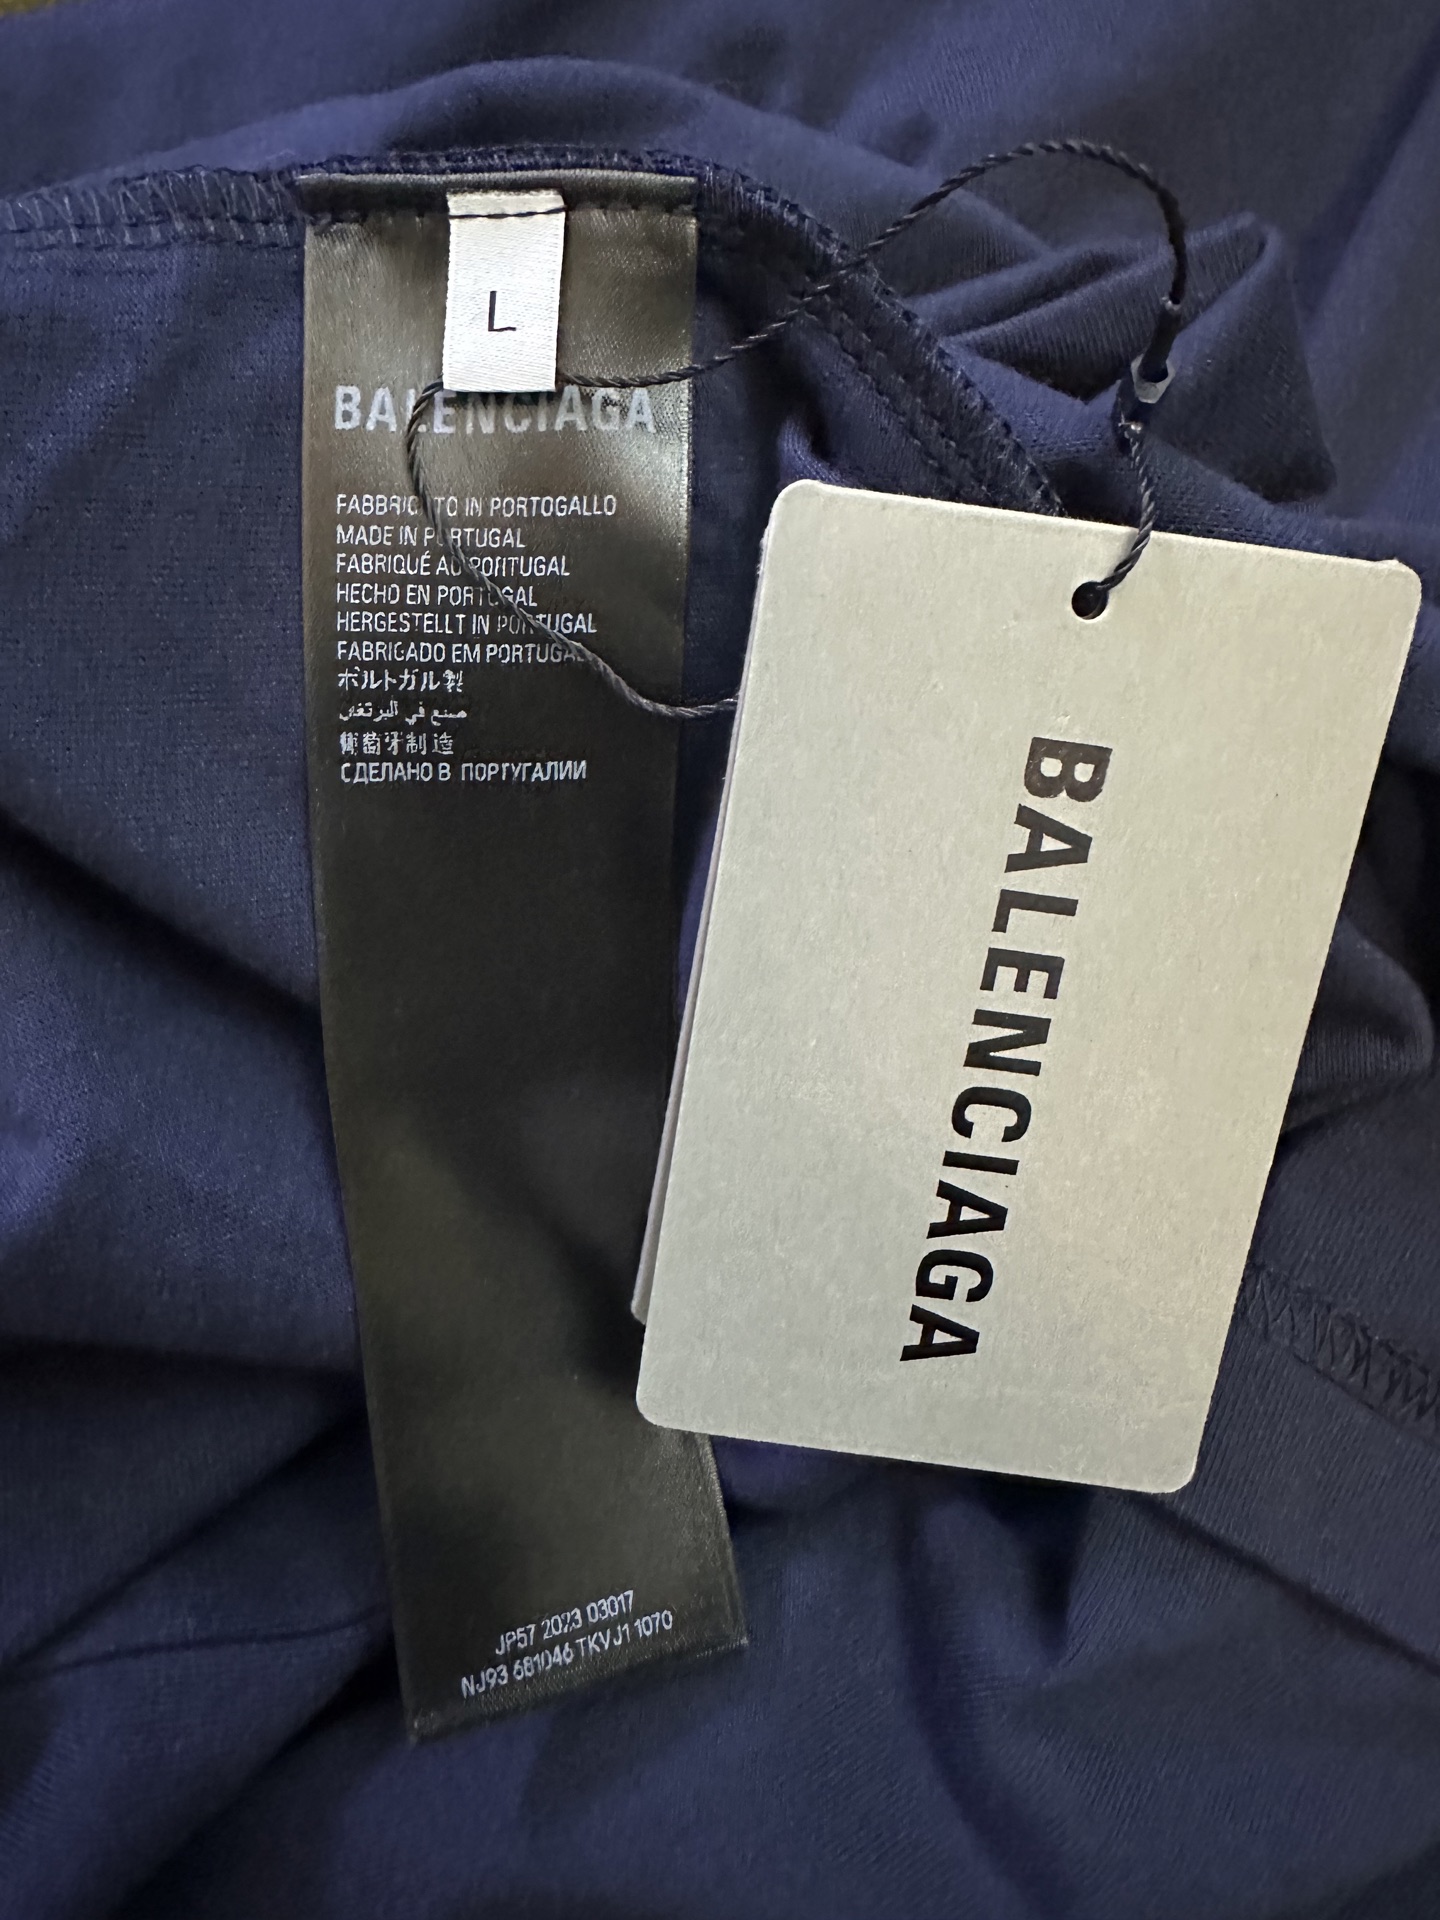 L
BALENCIAGA
FABBRICATO IN PORTOGALLO
MADE IN PORTUGAL
FABRIQUÉ AU PORTUGAL
HECHO EN PORTUGAL
HERGESTELLT IN PORTUGAL
FABRICADO EM PORTUGAL
ポルトガル製
صنع في البرتغال
葡萄牙制造
СДЕЛАНО В ПОРТУГАЛИИ
JP57 2023 03017
NJ93 681046 TKVJ1 1070
BALENCIAGA